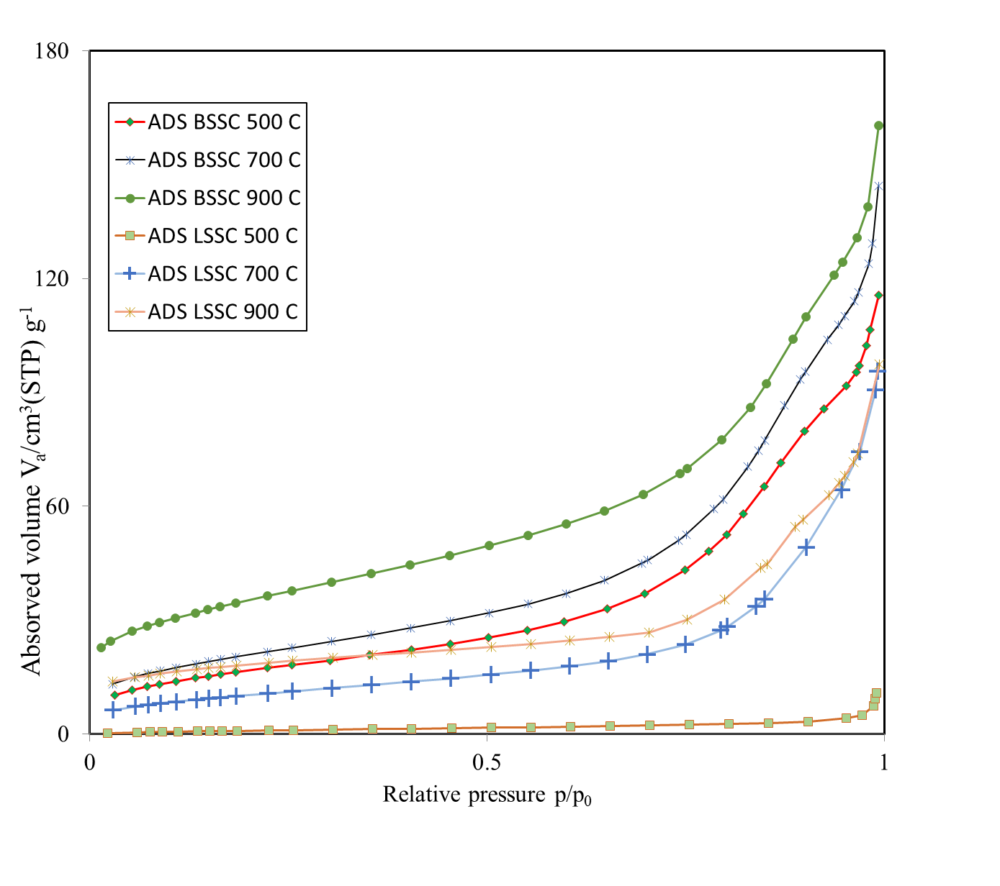 180
120
60
0
Absorved volume Vₐ/cm³(STP) g⁻¹
ADS BSSC 500 C
ADS BSSC 700 C
ADS BSSC 900 C
ADS LSSC 500 C
ADS LSSC 700 C
ADS LSSC 900 C
0 0.5 1
Relative pressure p/p₀